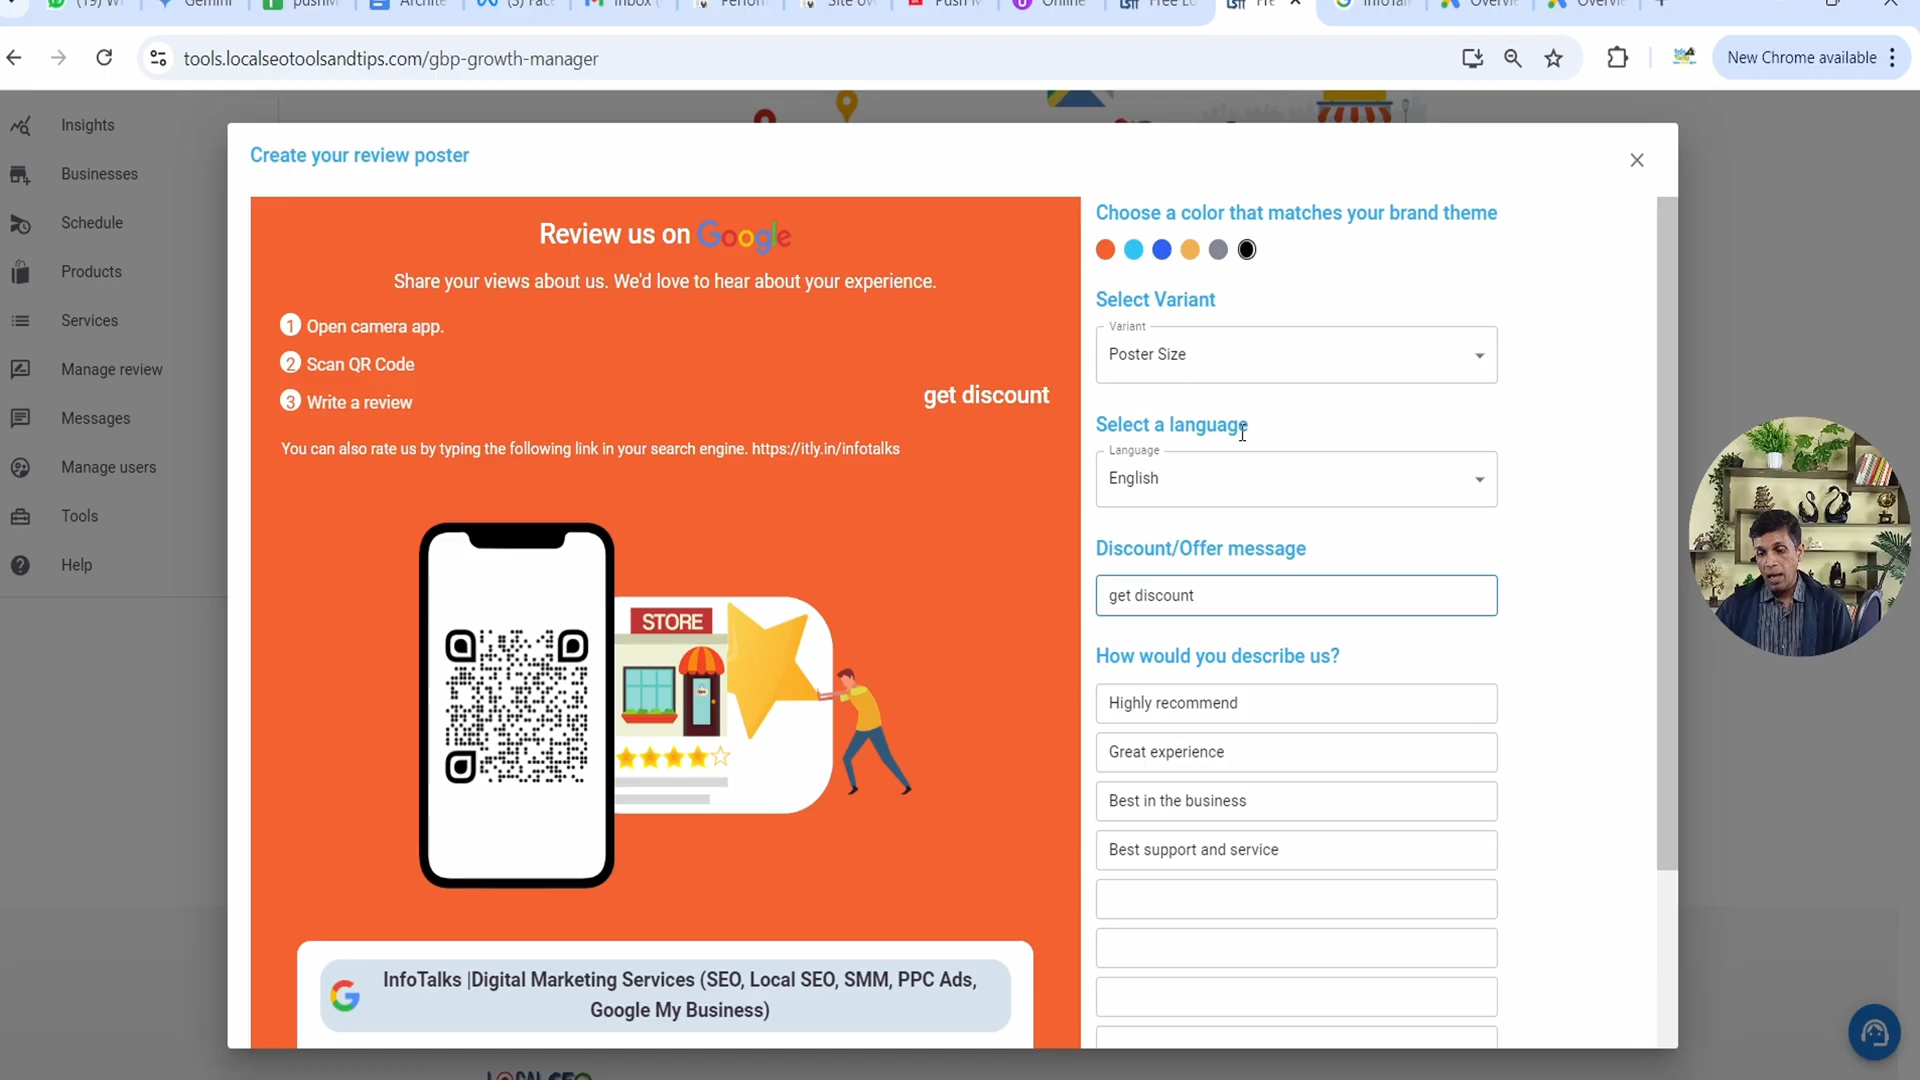 tools.localseotoolsandtips.com/gbp-growth-manager
New Chrome available
Insights
Businesses
Schedule
Products
Services
Manage review
Messages
Manage users
Tools
Help
Create your review poster
Review us on Google
Share your views about us. We'd love to hear about your experience.
1 Open camera app.
2 Scan QR Code
3 Write a review
get discount
You can also rate us by typing the following link in your search engine. https://itly.in/infotalks
STORE
InfoTalks |Digital Marketing Services (SEO, Local SEO, SMM, PPC Ads,
Google My Business)
Choose a color that matches your brand theme
Select Variant
Variant
Poster Size
Select a language
Language
English
Discount/Offer message
get discount
How would you describe us?
Highly recommend
Great experience
Best in the business
Best support and service